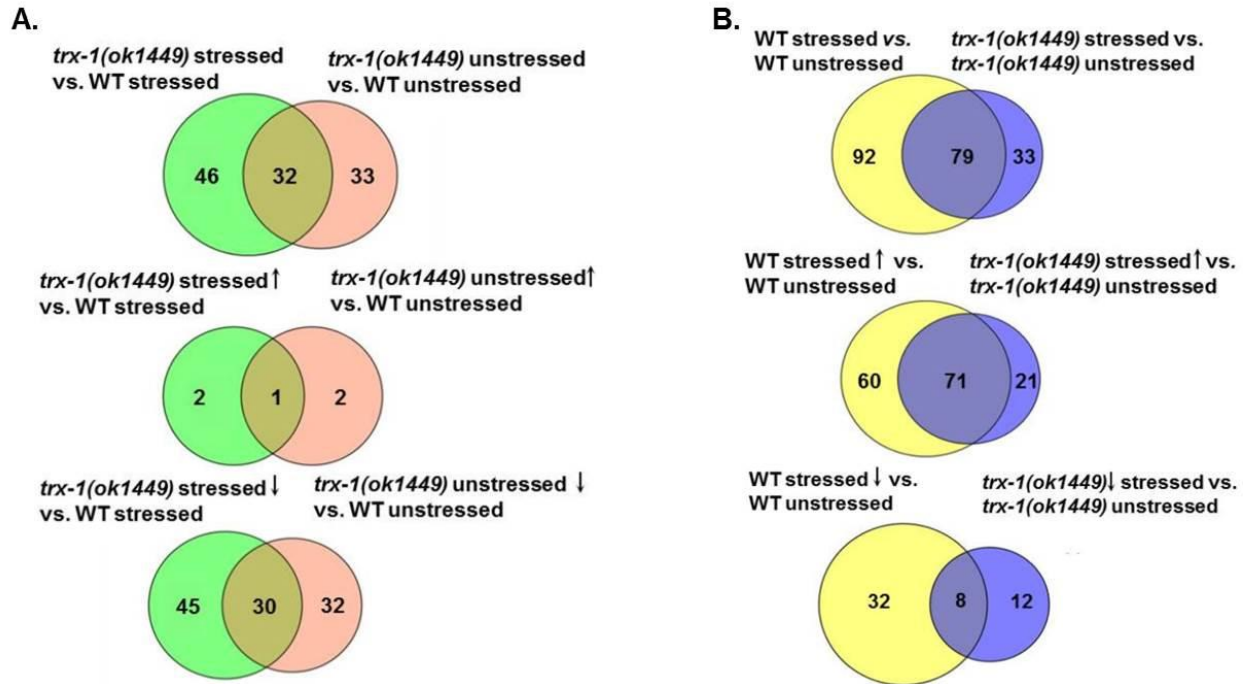 A.
trx-1(ok1449) stressed
vs. WT stressed
trx-1(ok1449) unstressed
vs. WT unstressed
46
32
33
trx-1(ok1449) stressed↑
vs. WT stressed
trx-1(ok1449) unstressed↑
vs. WT unstressed
2
1
2
trx-1(ok1449) stressed↓
vs. WT stressed
trx-1(ok1449) unstressed ↓
vs. WT unstressed
45
30
32
B.
WT stressed vs.
WT unstressed
trx-1(ok1449) stressed vs.
trx-1(ok1449) unstressed
92
79
33
WT stressed ↑ vs.
WT unstressed
trx-1(ok1449) stressed↑vs.
trx-1(ok1449) unstressed
60
71
21
WT stressed ↓ vs.
WT unstressed
trx-1(ok1449)↓ stressed vs.
trx-1(ok1449) unstressed
32
8
12